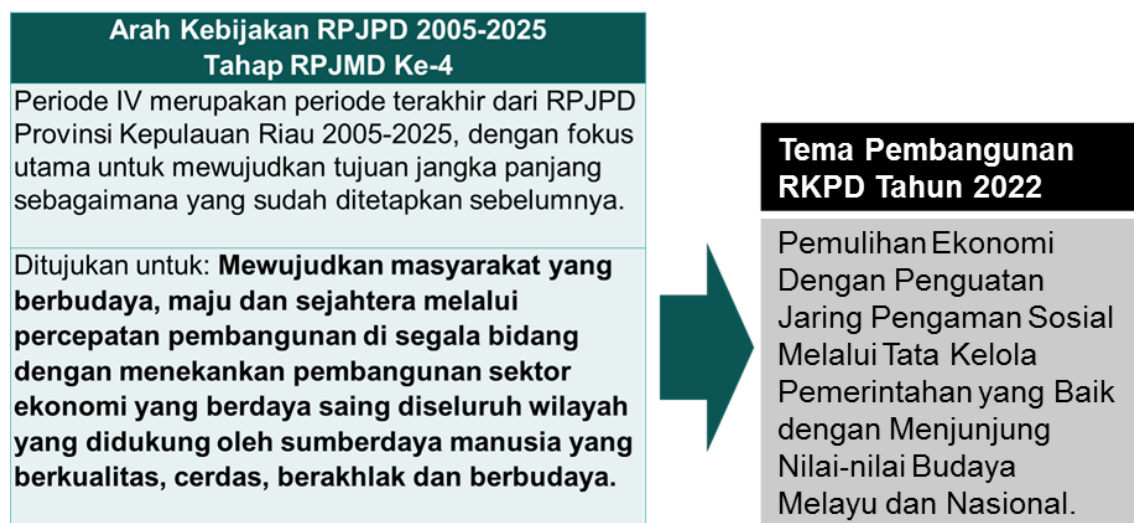 Arah Kebijakan RPJPD 2005-2025
Tahap RPJMD Ke-4
Periode IV merupakan periode terakhir dari RPJPD
Provinsi Kepulauan Riau 2005-2025, dengan fokus
utama untuk mewujudkan tujuan jangka panjang
sebagaimana yang sudah ditetapkan sebelumnya.
Ditujukan untuk: Mewujudkan masyarakat yang
berbudaya, maju dan sejahtera melalui
percepatan pembangunan di segala bidang
dengan menekankan pembangunan sektor
ekonomi yang berdaya saing diseluruh wilayah
yang didukung oleh sumberdaya manusia yang
berkualitas, cerdas, berakhlak dan berbudaya.
Tema Pembangunan
RKPD Tahun 2022
Pemulihan Ekonomi
Dengan Penguatan
Jaring Pengaman Sosial
Melalui Tata Kelola
Pemerintahan yang Baik
dengan Menjunjung
Nilai-nilai Budaya
Melayu dan Nasional.